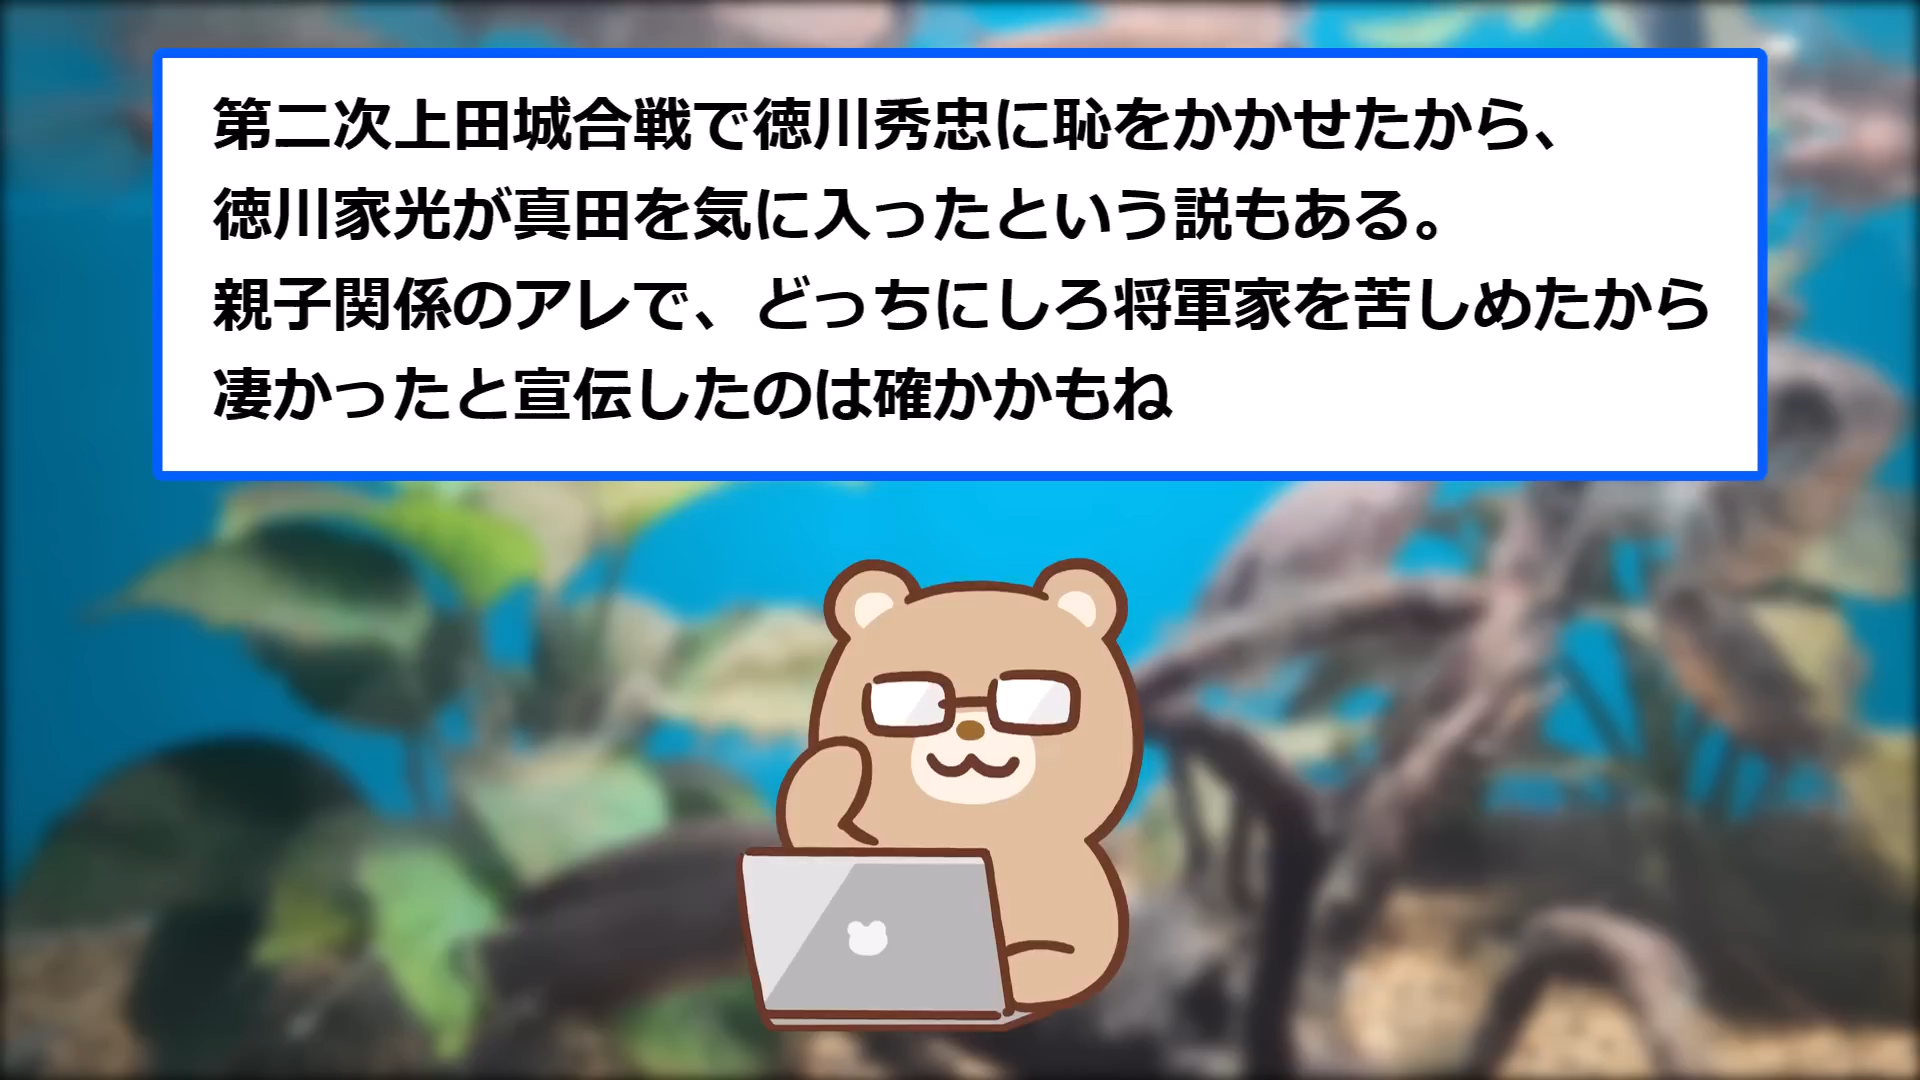 第二次上田城合戦で徳川秀忠に恥をかかせたから、
徳川家光が真田を気に入ったという説もある。
親子関係のアレで、どっちにしろ将軍家を苦しめたから
凄かったと宣伝したのは確かかもね